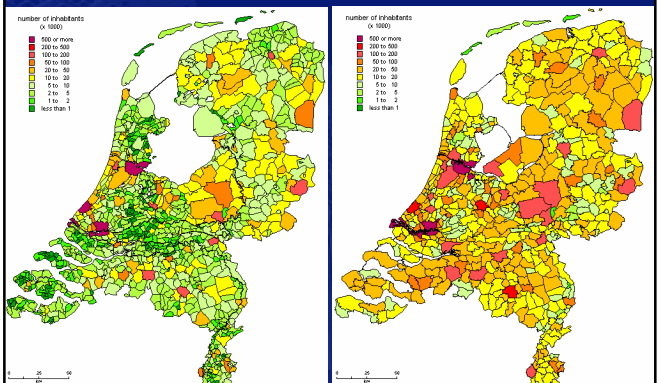 number of inhabitants
(x 1000)
500 or more
200 to 500
100 to 200
50 to 100
20 to 50
10 to 20
5 to 10
2 to 5
1 to 2
less than 1
0 25 50
km
number of inhabitants
(x 1000)
500 or more
200 to 500
100 to 200
50 to 100
20 to 50
10 to 20
5 to 10
2 to 5
1 to 2
less than 1
0 25 50
km